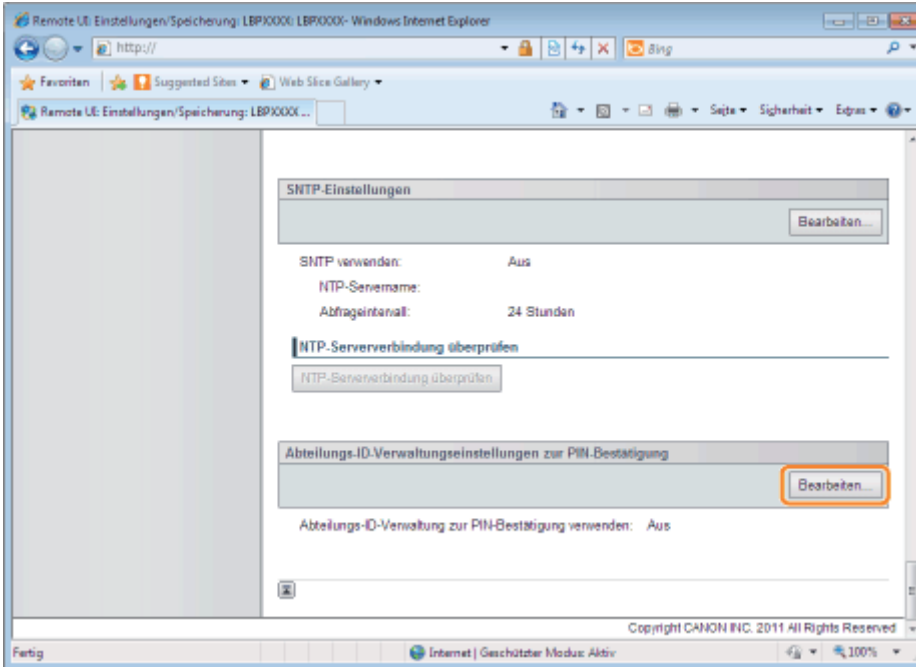 Remote UI: Einstellungen/Speicherung: LBPXXXX: LBPXXXX- Windows Internet Explorer
http://
Bing
Favoriten Suggested Sites Web Slice Gallery
Remote UI: Einstellungen/Speicherung: LBPXXXX ... Seite Sicherheit Extras
SNTP-Einstellungen
Bearbeiten...
SNTP verwenden: Aus
NTP-Servername:
Abfrageintervall: 24 Stunden
NTP-Serververbindung überprüfen
NTP-Serververbindung überprüfen
Abteilungs-ID-Verwaltungseinstellungen zur PIN-Bestätigung
Bearbeiten...
Abteilungs-ID-Verwaltung zur PIN-Bestätigung verwenden: Aus
Copyright CANON INC. 2011 All Rights Reserved
Fertig Internet | Geschützter Modus: Aktiv 100%